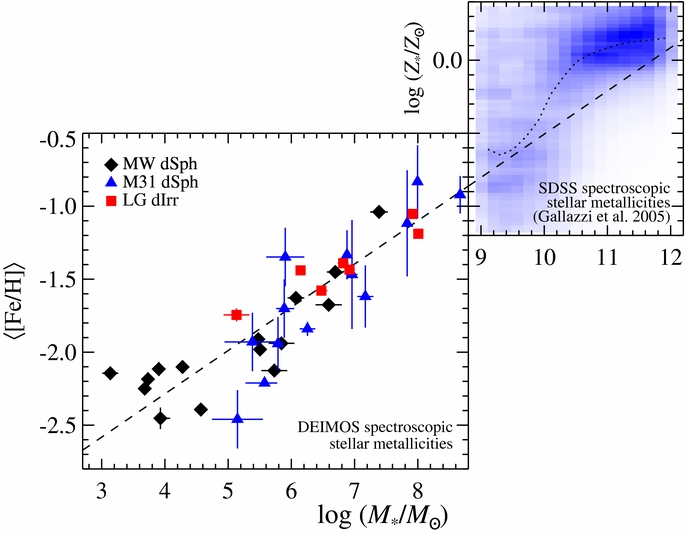 log (Z*/Z⊙)
0.0
SDSS spectroscopic
stellar metallicities
(Gallazzi et al. 2005)
9 10 11 12
⟨[Fe/H]⟩
-0.5
-1.0
-1.5
-2.0
-2.5
MW dSph
M31 dSph
LG dIrr
DEIMOS spectroscopic
stellar metallicities
3 4 5 6 7 8
log (M*/M⊙)